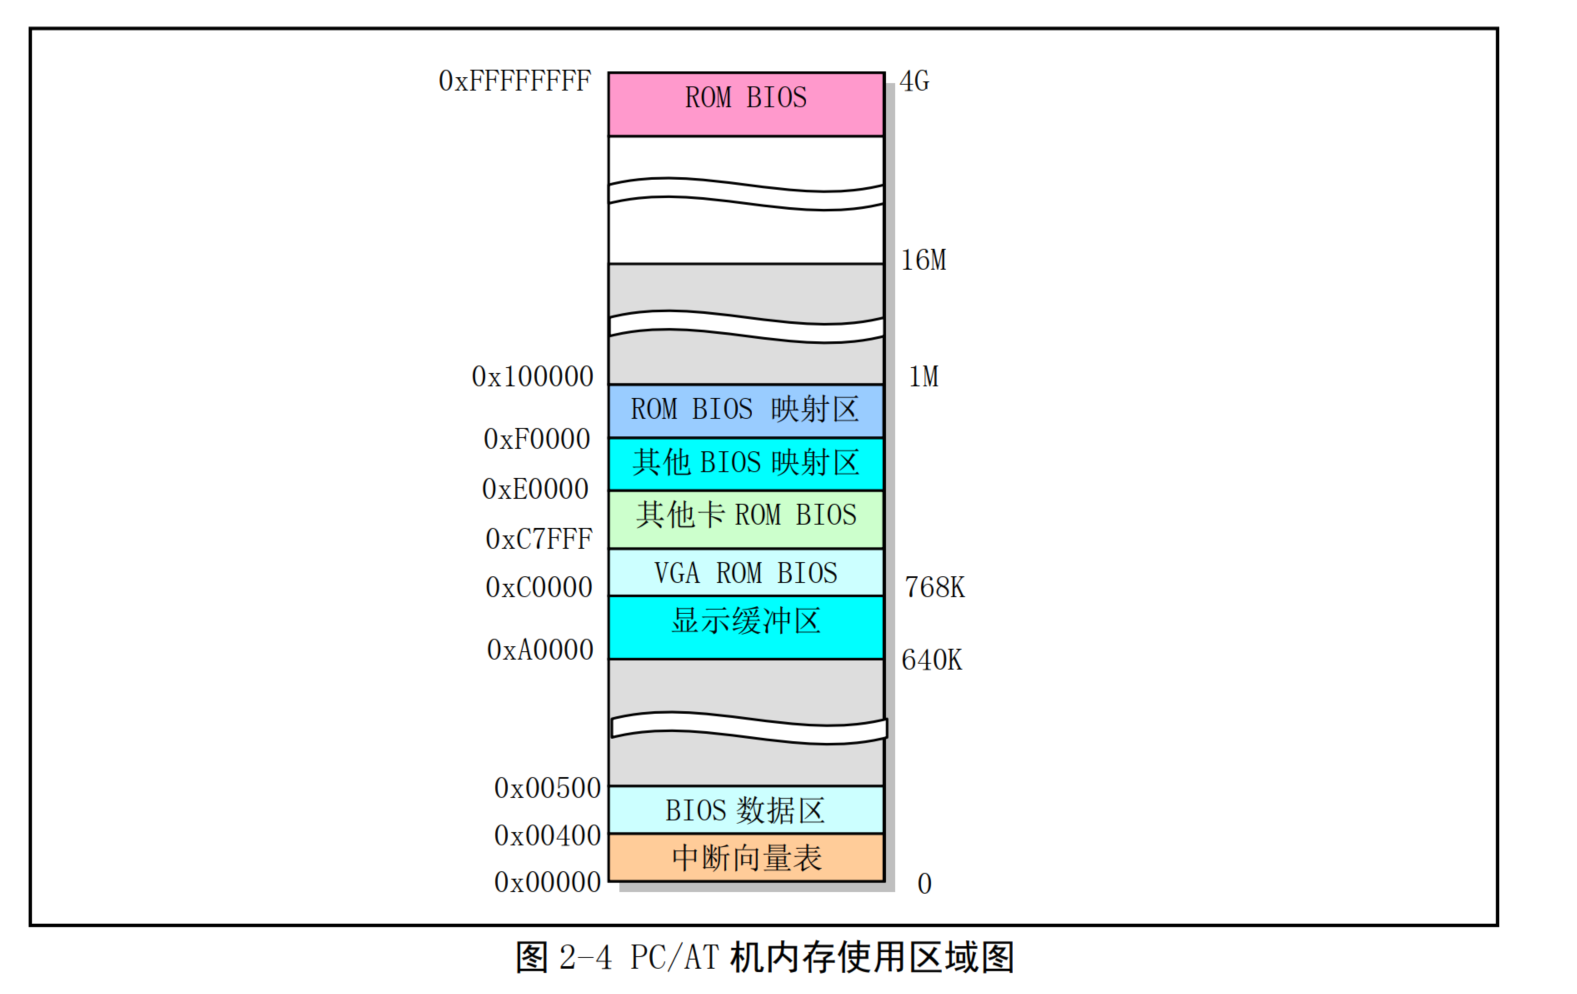 0xFFFFFFFF
4G
ROM BIOS
16M
0x100000
1M
ROM BIOS 映射区
0xF0000
其他 BIOS 映射区
0xE0000
其他卡 ROM BIOS
0xC7FFF
VGA ROM BIOS
0xC0000
768K
显示缓冲区
0xA0000
640K
0x00500
BIOS 数据区
0x00400
中断向量表
0x00000
0
图 2-4 PC/AT 机内存使用区域图